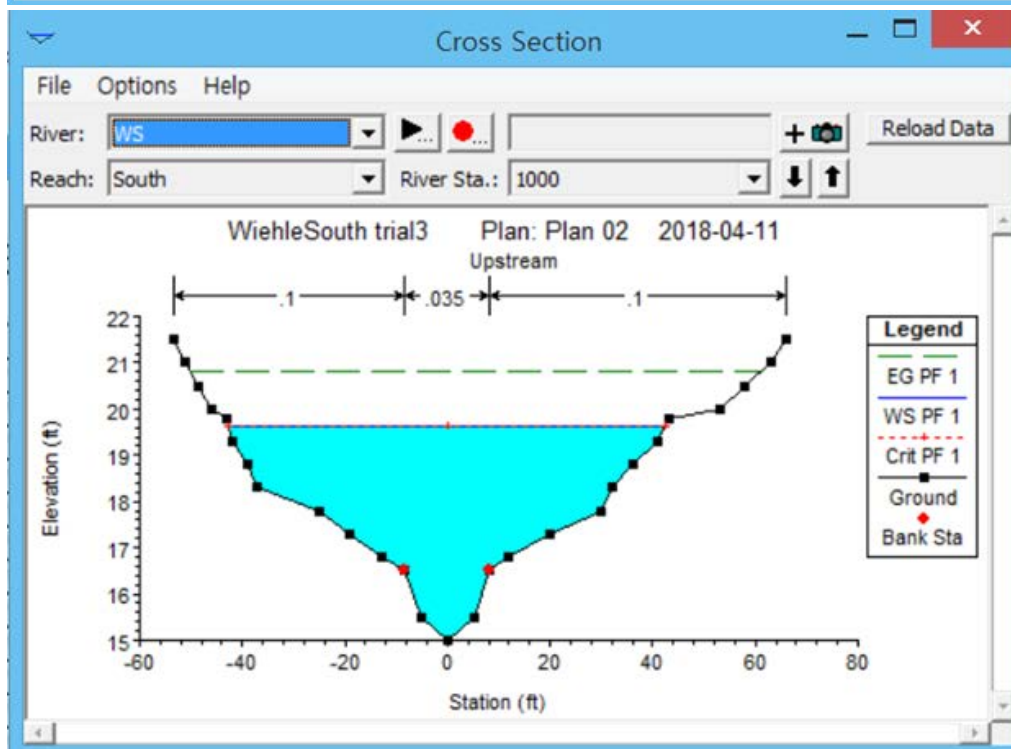 Cross Section
File Options Help
River: WS ... ... Reload Data
Reach: South River Sta.: 1000
WiehleSouth trial3 Plan: Plan 02 2018-04-11
Upstream
.1 .035 .1
22
21
20
19
18
17
16
15
-60 -40 -20 0 20 40 60 80
Elevation (ft)
Station (ft)
Legend
EG PF 1
WS PF 1
Crit PF 1
Ground
Bank Sta